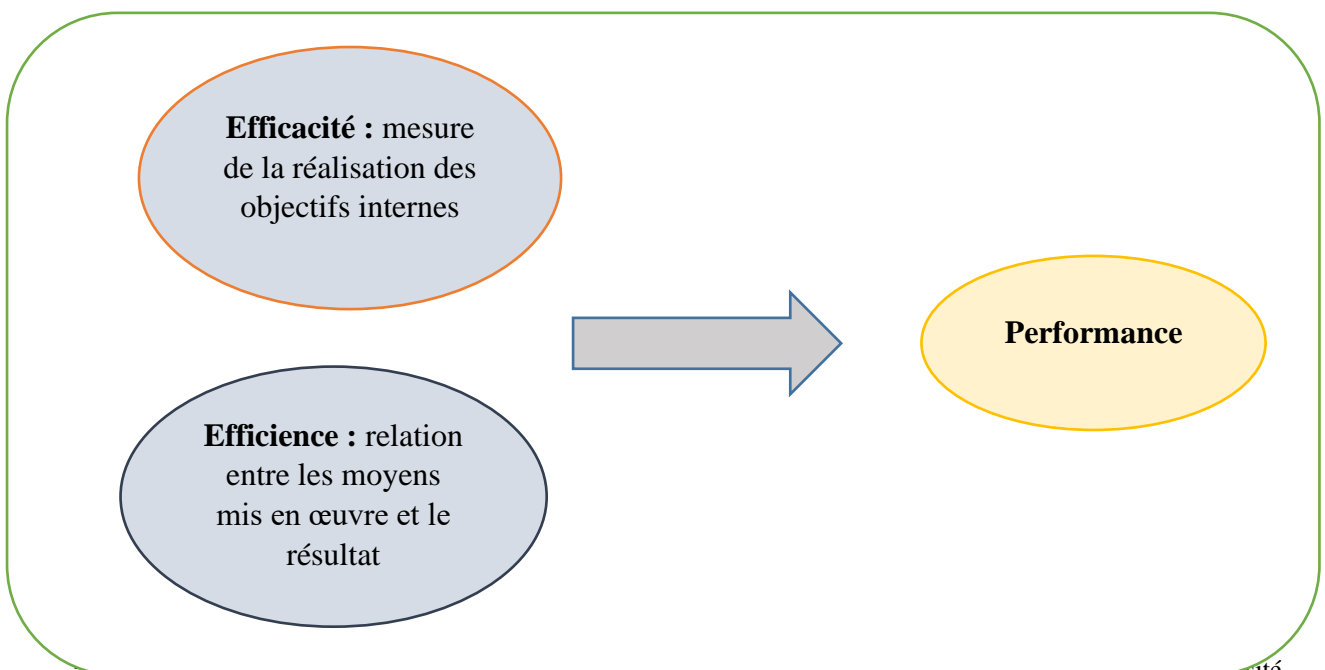 Efficacité : mesure
de la réalisation des
objectifs internes
Performance
Efficience : relation
entre les moyens
mis en œuvre et le
résultat